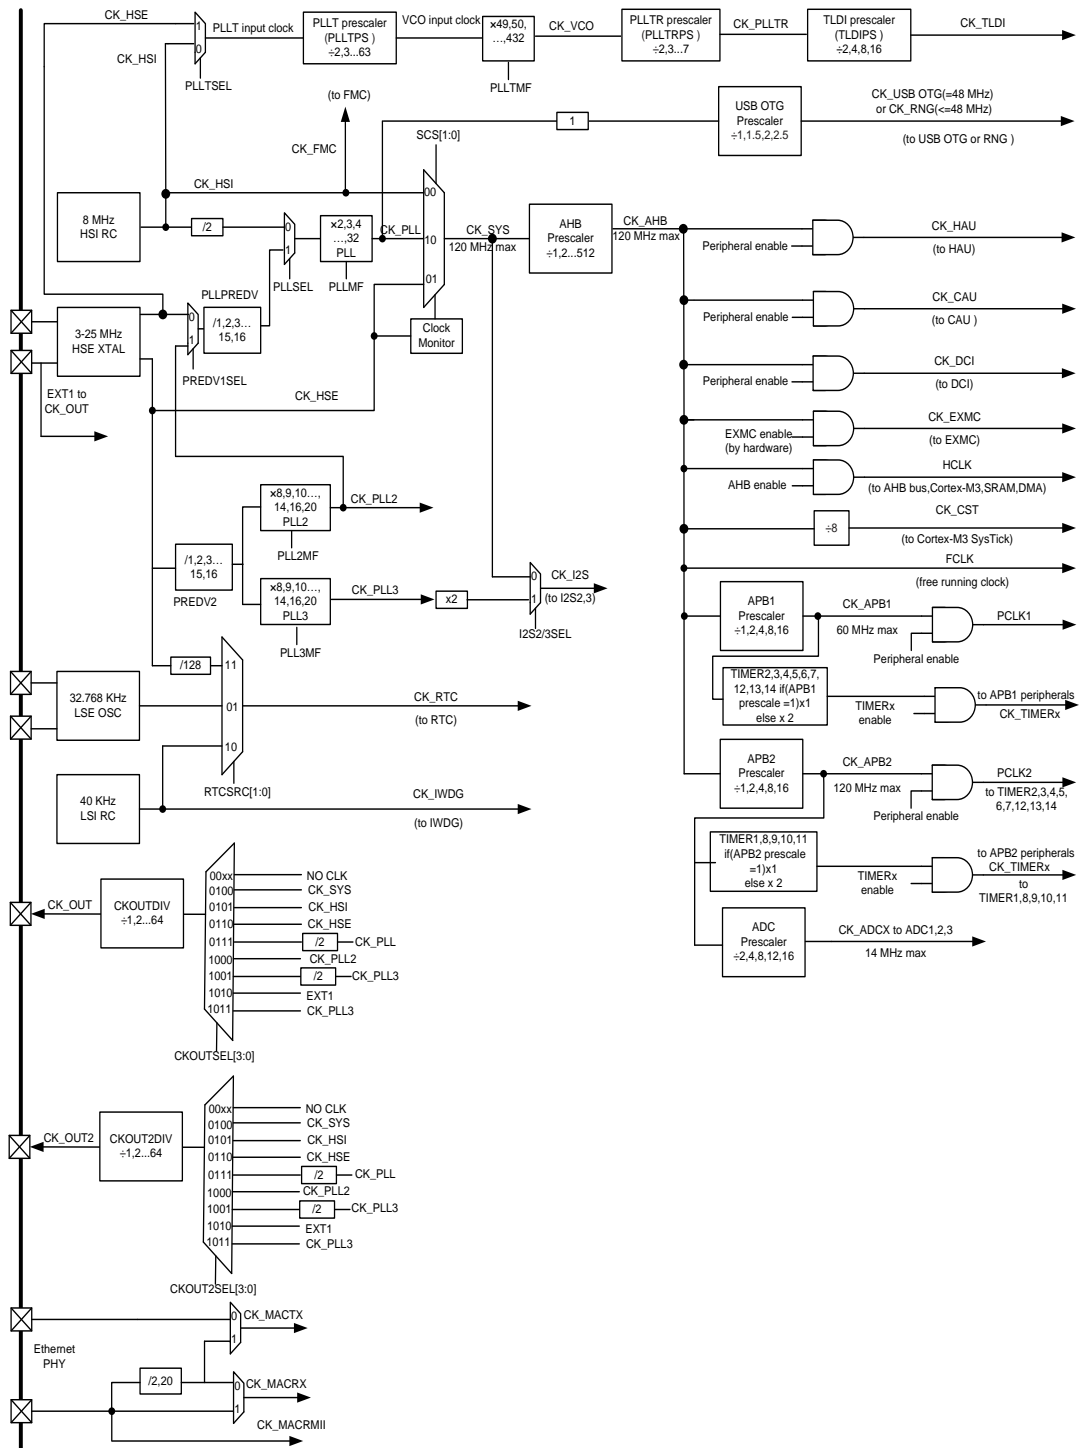 CK_HSE
PLLT input clock
PLLT prescaler
(PLLTPS )
÷2,3...63
VCO input clock
×49,50,
...,432
CK_VCO
PLLTR prescaler
(PLLTRPS )
÷2,3...7
CK_PLLTR
TLDI prescaler
(TLDIPS )
÷2,4,8,16
CK_TLDI
1
0
CK_HSI
PLLTSEL
PLLTMF
(to FMC)
CK_FMC
1
USB OTG
Prescaler
÷1,1.5,2,2.5
CK_USB OTG(=48 MHz)
or CK_RNG(<=48 MHz)
(to USB OTG or RNG )
SCS[1:0]
CK_HSI
00
8 MHz
HSI RC
/2
0
1
PLLSEL
×2,3,4
...,32
PLL
PLLMF
CK_PLL
10
CK_SYS
120 MHz max
AHB
Prescaler
÷1,2...512
CK_AHB
120 MHz max
Peripheral enable
CK_HAU
(to HAU)
01
Clock
Monitor
PLLPREDV
0
1
/1,2,3...
15,16
PREDV1SEL
3-25 MHz
HSE XTAL
EXT1 to
CK_OUT
CK_HSE
Peripheral enable
CK_CAU
(to CAU )
Peripheral enable
CK_DCI
(to DCI)
EXMC enable
(by hardware)
CK_EXMC
(to EXMC)
AHB enable
HCLK
(to AHB bus,Cortex-M3,SRAM,DMA)
÷8
CK_CST
(to Cortex-M3 SysTick)
FCLK
(free running clock)
×8,9,10...,
14,16,20
PLL2
PLL2MF
CK_PLL2
/1,2,3...
15,16
PREDV2
×8,9,10...,
14,16,20
PLL3
PLL3MF
CK_PLL3
x2
0
1
I2S2/3SEL
CK_I2S
(to I2S2,3)
APB1
Prescaler
÷1,2,4,8,16
CK_APB1
60 MHz max
Peripheral enable
PCLK1
TIMER2,3,4,5,6,7,
12,13,14 if(APB1
prescale =1)x1
else x 2
TIMERx
enable
to APB1 peripherals
CK_TIMERx
/128
11
01
10
RTCSRC[1:0]
32.768 KHz
LSE OSC
CK_RTC
(to RTC)
40 KHz
LSI RC
CK_IWDG
(to IWDG)
APB2
Prescaler
÷1,2,4,8,16
CK_APB2
120 MHz max
Peripheral enable
PCLK2
to TIMER2,3,4,5,
6,7,12,13,14
TIMER1,8,9,10,11
if(APB2 prescale
=1)x1
else x 2
TIMERx
enable
to APB2 peripherals
CK_TIMERx
to
TIMER1,8,9,10,11
ADC
Prescaler
÷2,4,8,12,16
CK_ADCX to ADC1,2,3
14 MHz max
CK_OUT
CKOUTDIV
÷1,2...64
00xx NO CLK
0100 CK_SYS
0101 CK_HSI
0110 CK_HSE
0111 /2 CK_PLL
1000 CK_PLL2
1001 /2 CK_PLL3
1010 EXT1
1011 CK_PLL3
CKOUTSEL[3:0]
CK_OUT2
CKOUT2DIV
÷1,2...64
00xx NO CLK
0100 CK_SYS
0101 CK_HSI
0110 CK_HSE
0111 /2 CK_PLL
1000 CK_PLL2
1001 /2 CK_PLL3
1010 EXT1
1011 CK_PLL3
CKOUT2SEL[3:0]
0
1
CK_MACTX
Ethernet
PHY
/2,20
0
1
CK_MACRX
CK_MACRMII